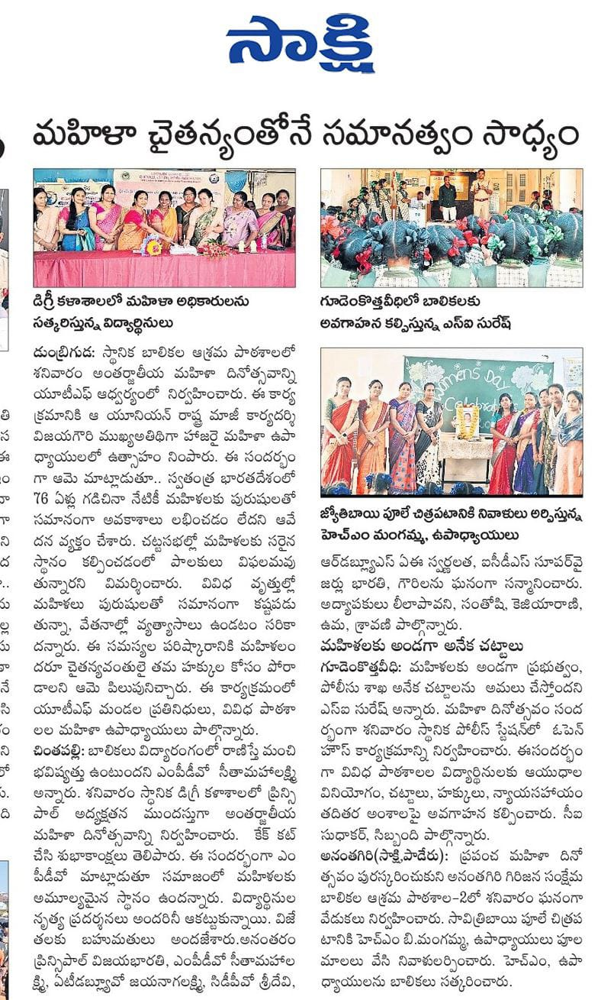 సాక్షి
మహిళా చైతన్యంతోనే సమానత్వం సాధ్యం
డిగ్రీ కళాశాలలో మహిళా అధికారులను
సత్కరిస్తున్న విద్యార్థినులు
డుంబ్రిగుడ: స్థానిక బాలికల ఆశ్రమ పాఠశాలలో
శనివారం అంతర్జాతీయ మహిళా దినోత్సవాన్ని
యూటీఎఫ్ ఆధ్వర్యంలో నిర్వహించారు. ఈ కార్య
క్రమానికి ఆ యూనియన్ రాష్ట్ర మాజీ కార్యదర్శి
విజయగౌరి ముఖ్యఅతిథిగా హాజరై మహిళా ఉపా
ధ్యాయులలో ఉత్సాహం నింపారు. ఈ సందర్భం
గా ఆమె మాట్లాడుతూ.. స్వతంత్ర భారతదేశంలో
76 ఏళ్లు గడిచినా నేటికీ మహిళలకు పురుషులతో
సమానంగా అవకాశాలు లభించడం లేదని ఆవే
దన వ్యక్తం చేశారు. చట్టసభల్లో మహిళలకు సరైన
స్థానం కల్పించడంలో పాలకులు విఫలమవు
తున్నారని విమర్శించారు. వివిధ వృత్తుల్లో
మహిళలు పురుషులతో సమానంగా కష్టపడు
తున్నా, వేతనాల్లో వ్యత్యాసాలు ఉండటం సరికా
దన్నారు. ఈ సమస్యల పరిష్కారానికి మహిళలం
దరూ చైతన్యవంతులై తమ హక్కుల కోసం పోరా
డాలని ఆమె పిలుపునిచ్చారు. ఈ కార్యక్రమంలో
యూటీఎఫ్ మండల ప్రతినిధులు, వివిధ పాఠశా
లల మహిళా ఉపాధ్యాయులు పాల్గొన్నారు.
చింతపల్లి: బాలికలు విద్యారంగంలో రాణిస్తే మంచి
భవిష్యత్తు ఉంటుందని ఎంపీడీవో సీతామహాలక్ష్మి
అన్నారు. శనివారం స్థానిక డిగ్రీ కళాశాలలో ప్రిన్సి
పాల్ అధ్యక్షతన ముందస్తుగా అంతర్జాతీయ
మహిళా దినోత్సవాన్ని నిర్వహించారు. కేక్ కట్
చేసి శుభాకాంక్షలు తెలిపారు. ఈ సందర్భంగా ఎం
పీడీవో మాట్లాడుతూ సమాజంలో మహిళలకు
అమూల్యమైన స్థానం ఉందన్నారు. విద్యార్థినుల
నృత్య ప్రదర్శనలు అందరినీ ఆకట్టుకున్నాయి. విజే
తలకు బహుమతులు అందజేశారు.అనంతరం
ప్రిన్సిపాల్ విజయభారతి, ఎంపీడీవో సీతామహాల
క్ష్మి, ఏటీడబ్ల్యూవో జయనాగలక్ష్మి, సిడీపీవో శ్రీదేవి,
గూడెంకొత్తవీధిలో బాలికలకు
అవగాహన కల్పిస్తున్న ఎస్ఐ సురేష్
Womens Day
Celebrat
జ్యోతిబాయి పూలే చిత్రపటానికి నివాళులు అర్పిస్తున్న
హెచ్ఎం మంగమ్మ, ఉపాధ్యాయులు
ఆర్‌డబ్ల్యూఎస్ ఏఈ స్వర్ణలత, ఐసీడీఎస్ సూపర్‌వై
జర్లు భారతి, గౌరిలను ఘనంగా సన్మానించారు.
అధ్యాపకులు లీలాపావని, సంతోషి, కెజియారాణి,
ఉమ, శ్రావణి పాల్గొన్నారు.
మహిళలకు అండగా అనేక చట్టాలు
గూడెంకొత్తవీధి: మహిళలకు అండగా ప్రభుత్వం,
పోలీసు శాఖ అనేక చట్టాలను అమలు చేస్తోందని
ఎస్ఐ సురేష్ అన్నారు. మహిళా దినోత్సవం సంద
ర్భంగా శనివారం స్థానిక పోలీస్ స్టేషన్‌లో ఓపెన్
హౌస్ కార్యక్రమాన్ని నిర్వహించారు. ఈసందర్భం
గా వివిధ పాఠశాలల విద్యార్థినులకు ఆయుధాల
వినియోగం, చట్టాలు, హక్కులు, న్యాయసహాయం
తదితర అంశాలపై అవగాహన కల్పించారు. సీఐ
సుధాకర్, సిబ్బంది పాల్గొన్నారు.
అనంతగిరి(సాక్షి,పాడేరు): ప్రపంచ మహిళా దినో
త్సవం పురస్కరించుకుని అనంతగిరి గిరిజన సంక్షేమ
బాలికల ఆశ్రమ పాఠశాల-2లో శనివారం ఘనంగా
వేడుకలు నిర్వహించారు. సావిత్రిబాయి పూలే చిత్రప
టానికి హెచ్ఎం బి.మంగమ్మ, ఉపాధ్యాయులు పూల
మాలలు వేసి నివాళులర్పించారు. హెచ్ఎం, ఉపా
ధ్యాయులను బాలికలు సత్కరించారు.